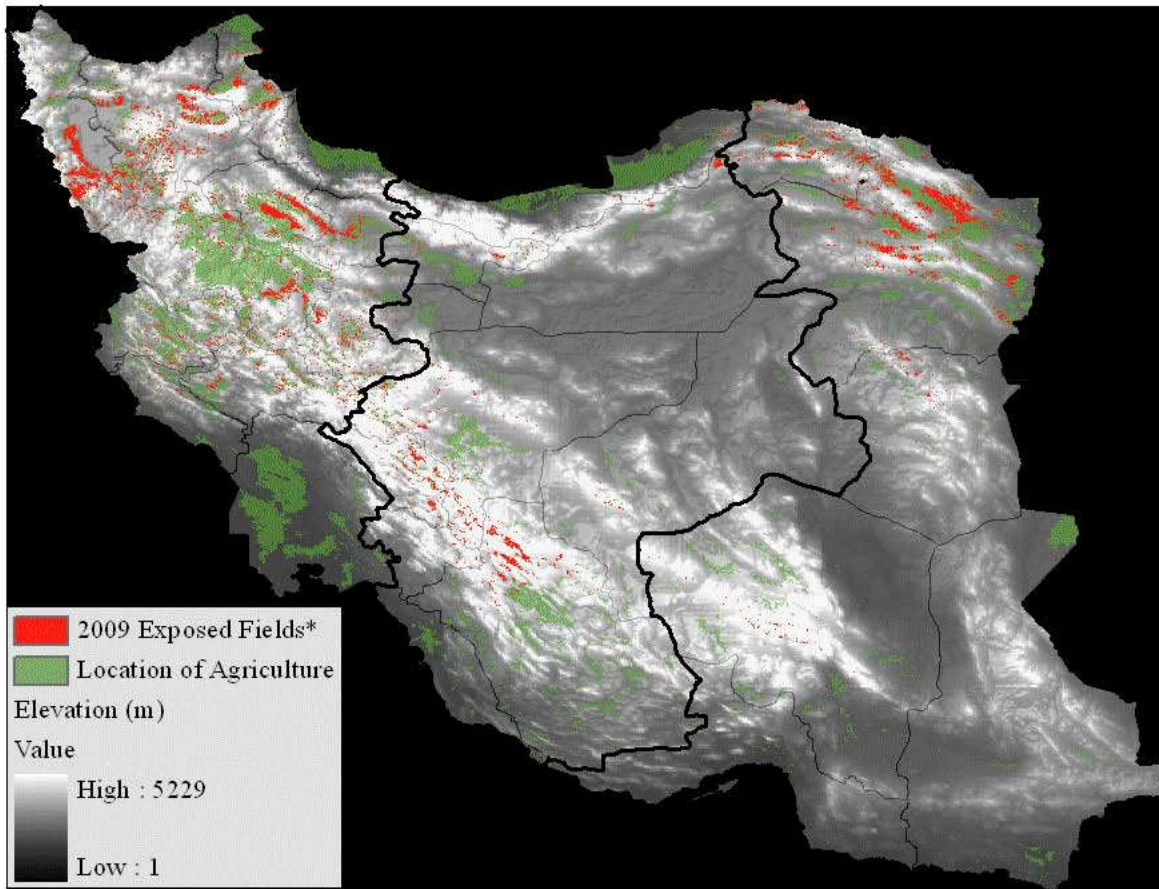 2009 Exposed Fields*
Location of Agriculture
Elevation (m)
Value
High : 5229
Low : 1